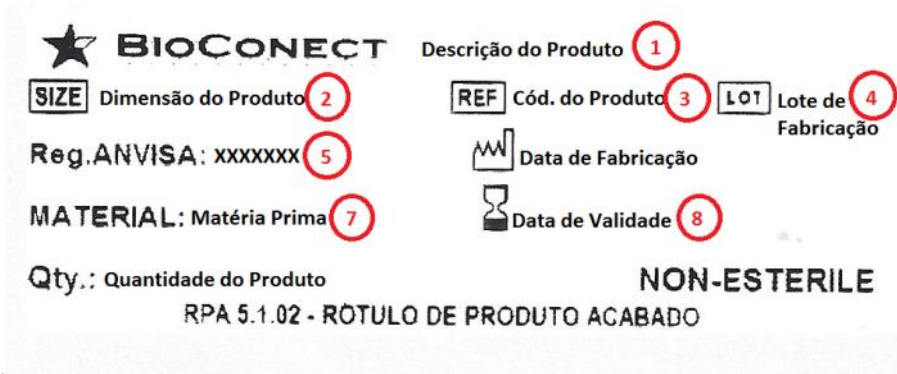 BIOCONECT Descrição do Produto 1
SIZE Dimensão do Produto 2 REF Cód. do Produto 3 LOT Lote de 4
Fabricação
Reg.ANVISA: xxxxxxx 5 Data de Fabricação
MATERIAL: Matéria Prima 7 Data de Validade 8
Qty.: Quantidade do Produto NON-ESTERILE
RPA 5.1.02 - ROTULO DE PRODUTO ACABADO